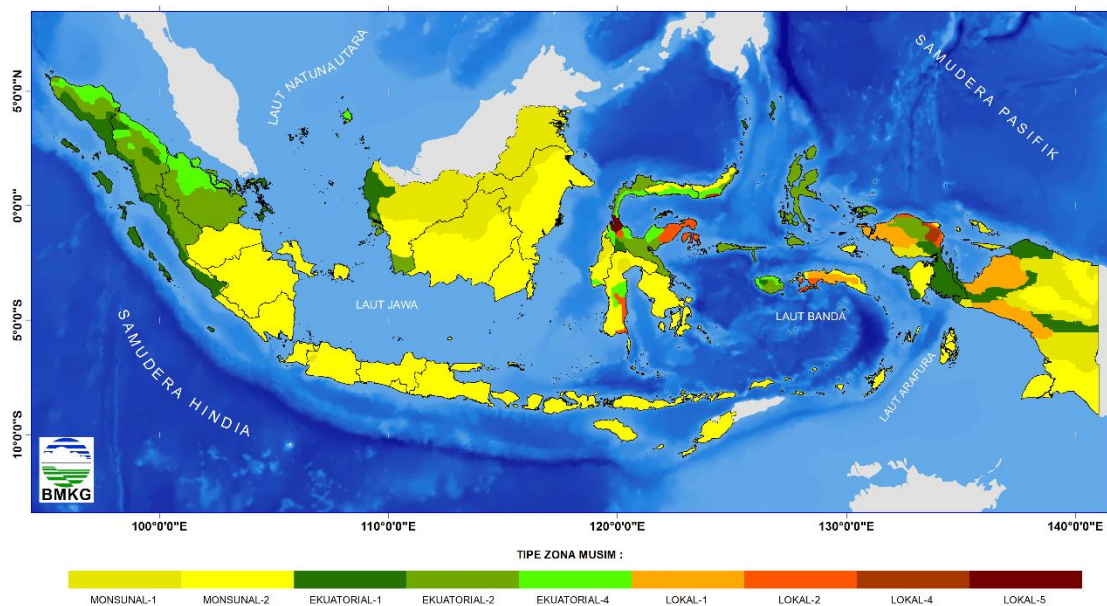 SAMUDERA PASIFIK
LAUT NATUNA UTARA
5°0'0"N
0°0'0"
5°0'0"S
10°0'0"S
LAUT JAWA
LAUT BANDA
LAUT ARAFURA
SAMUDERA HINDIA
BMKG
100°0'0"E
110°0'0"E
120°0'0"E
130°0'0"E
140°0'0"E
TIPE ZONA MUSIM :
MONSUNAL-1
MONSUNAL-2
EKUATORIAL-1
EKUATORIAL-2
EKUATORIAL-4
LOKAL-1
LOKAL-2
LOKAL-4
LOKAL-5